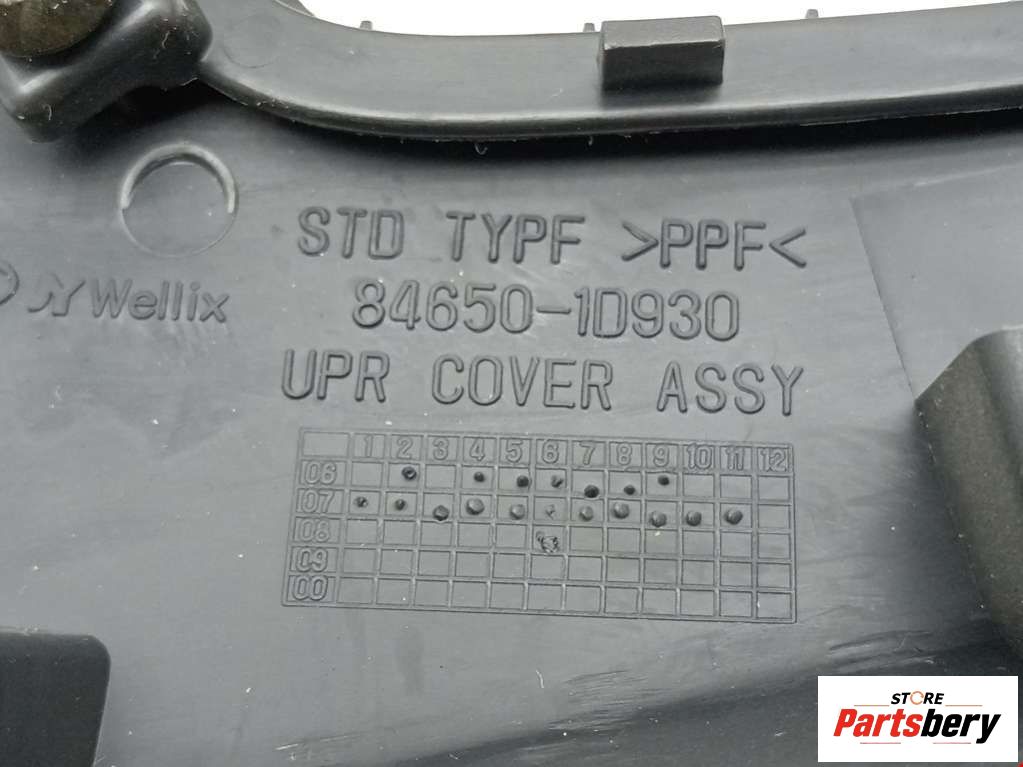 STD TYPF >PPF<
Wellix
84650-1D930
UPR COVER ASSY
1 2 3 4 5 6 7 8 9 10 11 12
06
07
08
09
00
STORE
Partsbery